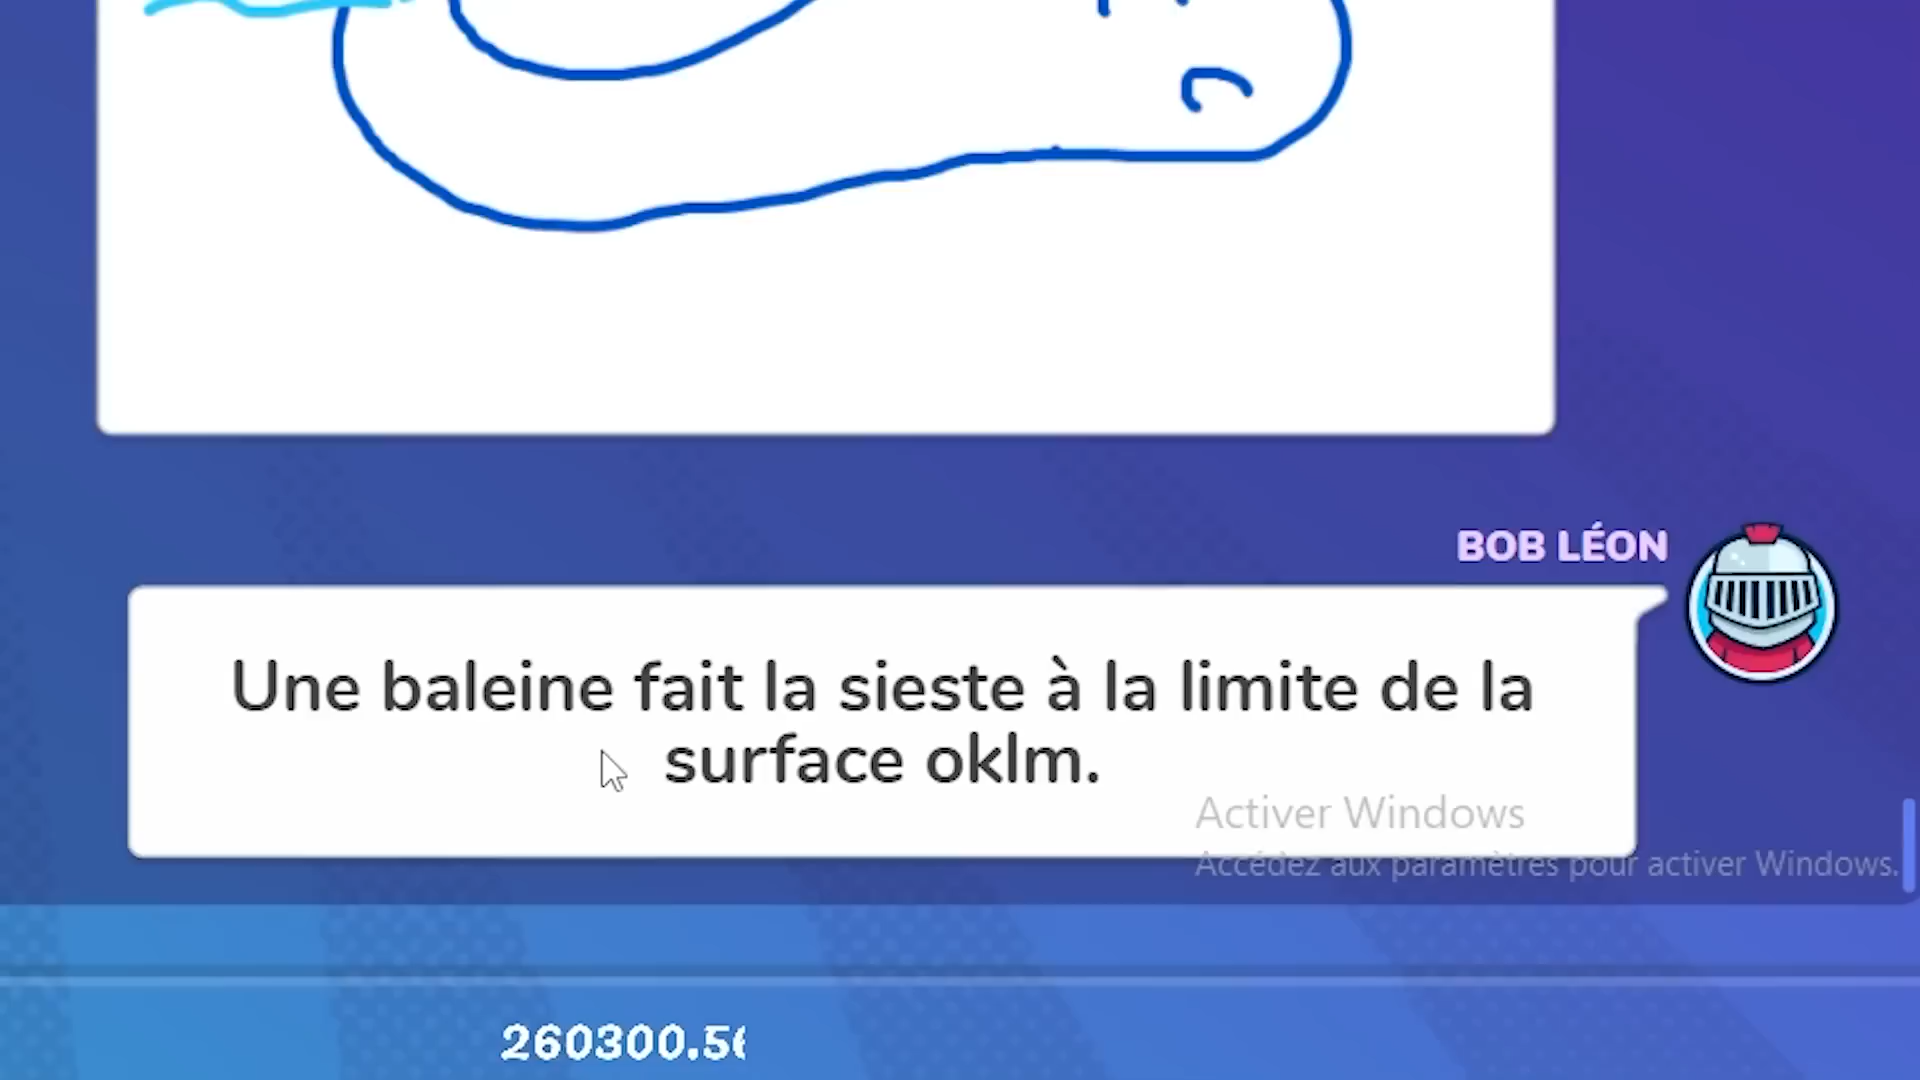 BOB LÉON
Une baleine fait la sieste à la limite de la
surface oklm.
Activer Windows
Accédez aux paramètres pour activer Windows.
260300.5